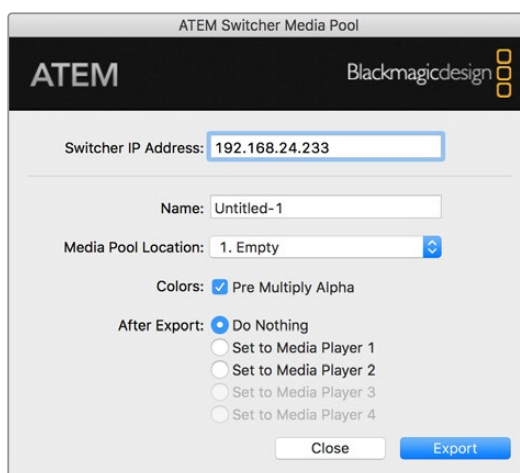 ATEM Switcher Media Pool
ATEM
Blackmagicdesign
Switcher IP Address: 192.168.24.233
Name: Untitled-1
Media Pool Location: 1. Empty
Colors: Pre Multiply Alpha
After Export: Do Nothing
Set to Media Player 1
Set to Media Player 2
Set to Media Player 3
Set to Media Player 4
Close Export